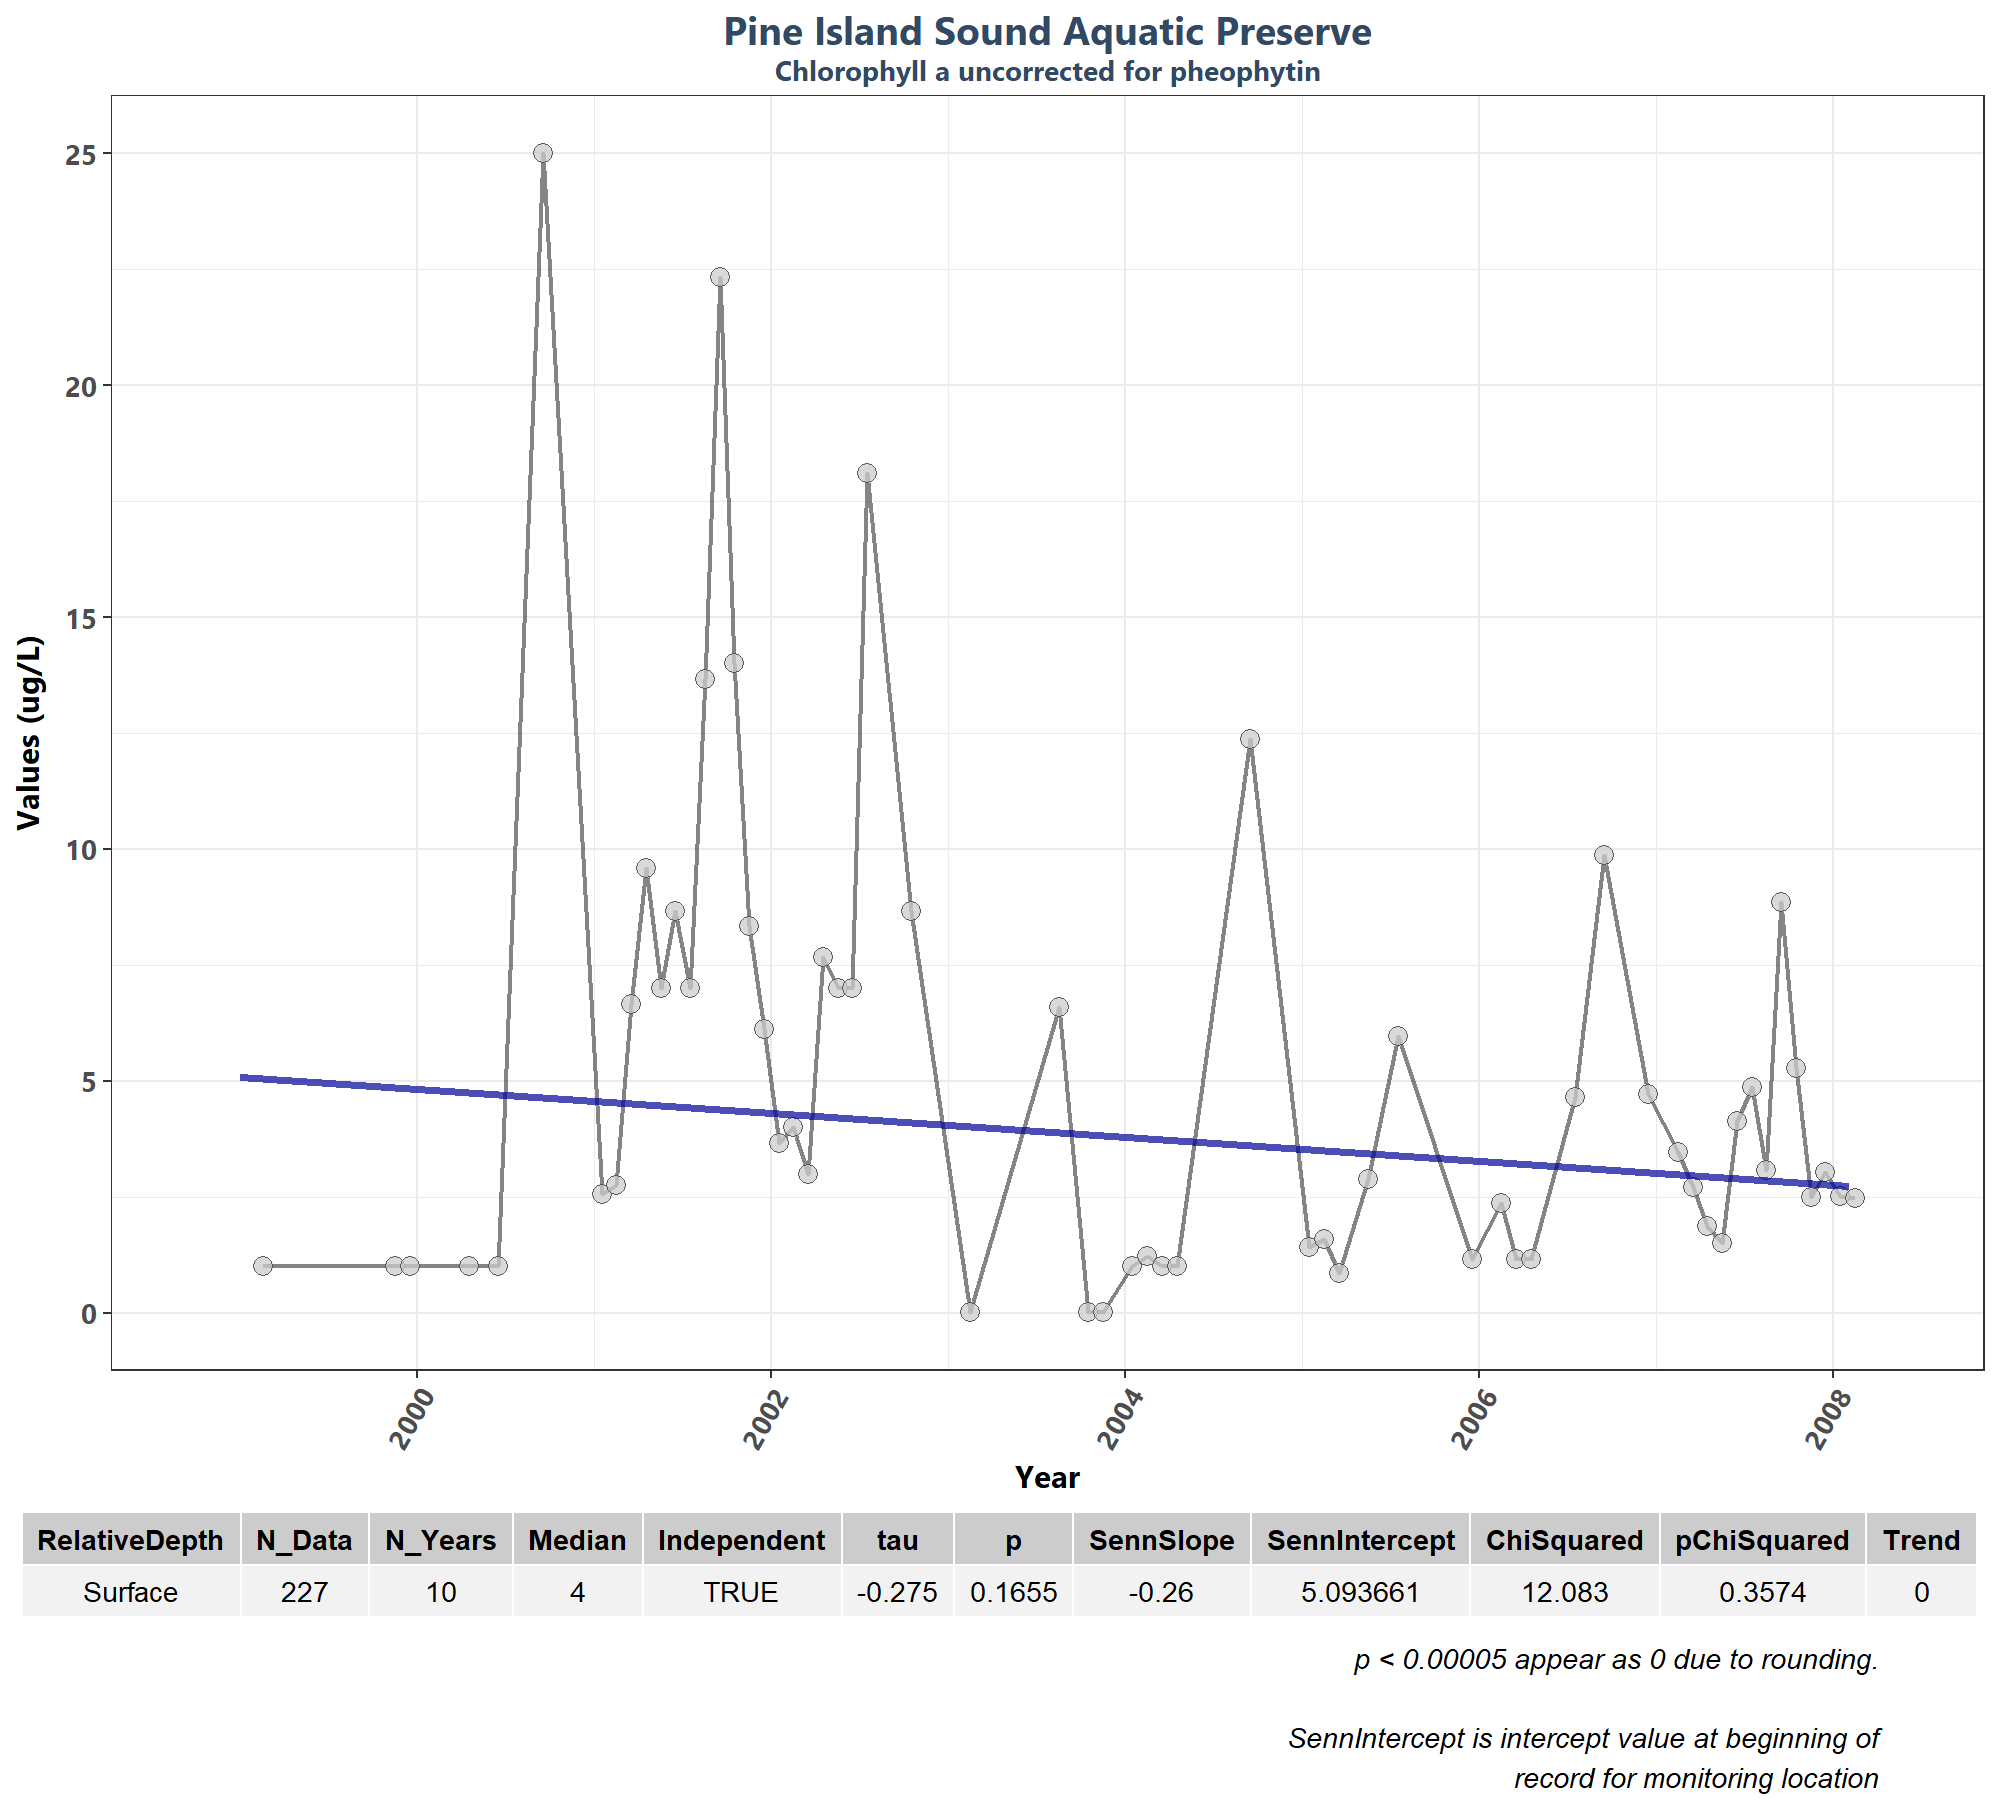 Pine Island Sound Aquatic Preserve
Chlorophyll a uncorrected for pheophytin
25
20
15
10
5
0
Values (ug/L)
2000
2002
2004
2006
2008
Year
RelativeDepth N_Data N_Years Median Independent tau p SennSlope SennIntercept ChiSquared pChiSquared Trend
Surface 227 10 4 TRUE -0.275 0.1655 -0.26 5.093661 12.083 0.3574 0
p < 0.00005 appear as 0 due to rounding.
SennIntercept is intercept value at beginning of
record for monitoring location